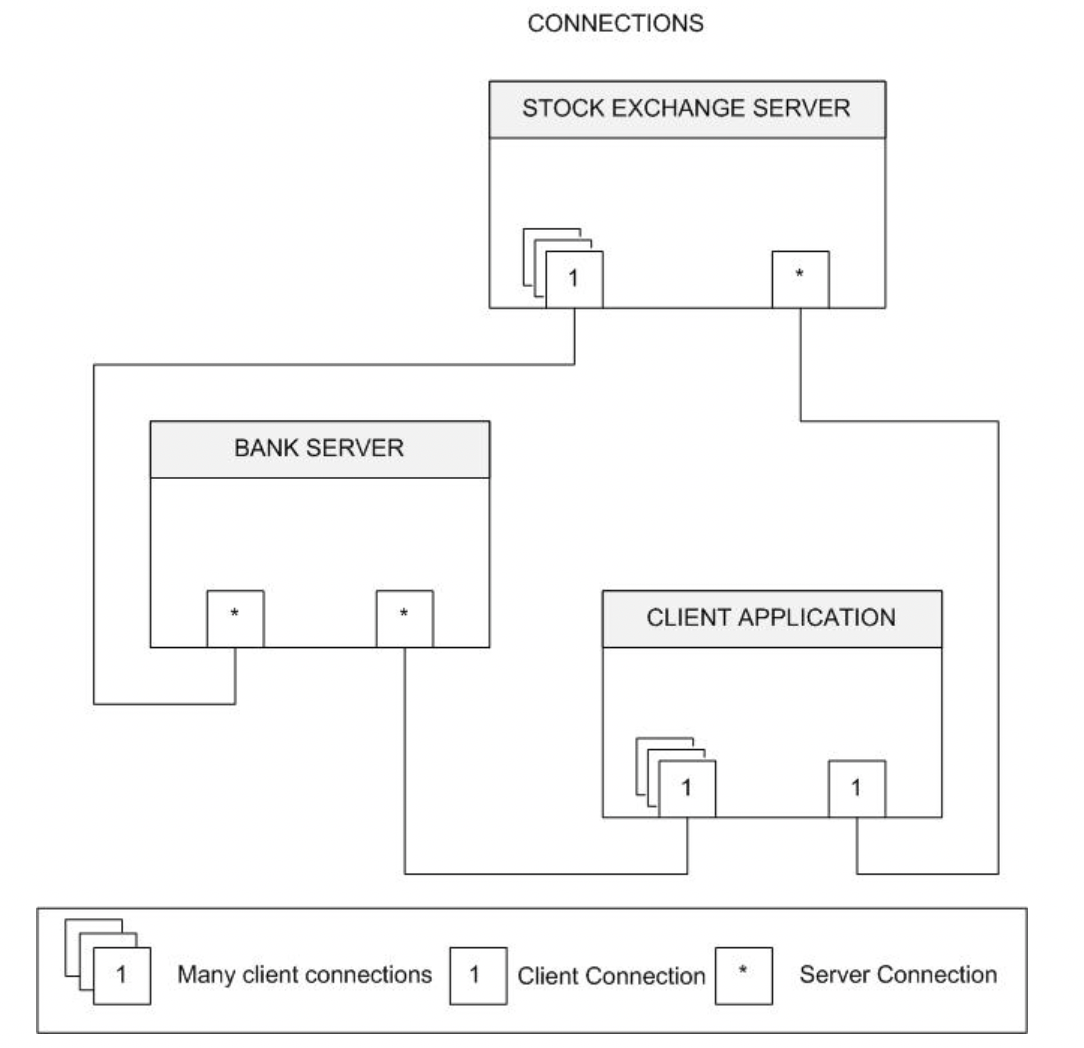 CONNECTIONS
STOCK EXCHANGE SERVER
1 *
BANK SERVER
* *
CLIENT APPLICATION
1 1
1 Many client connections 1 Client Connection * Server Connection